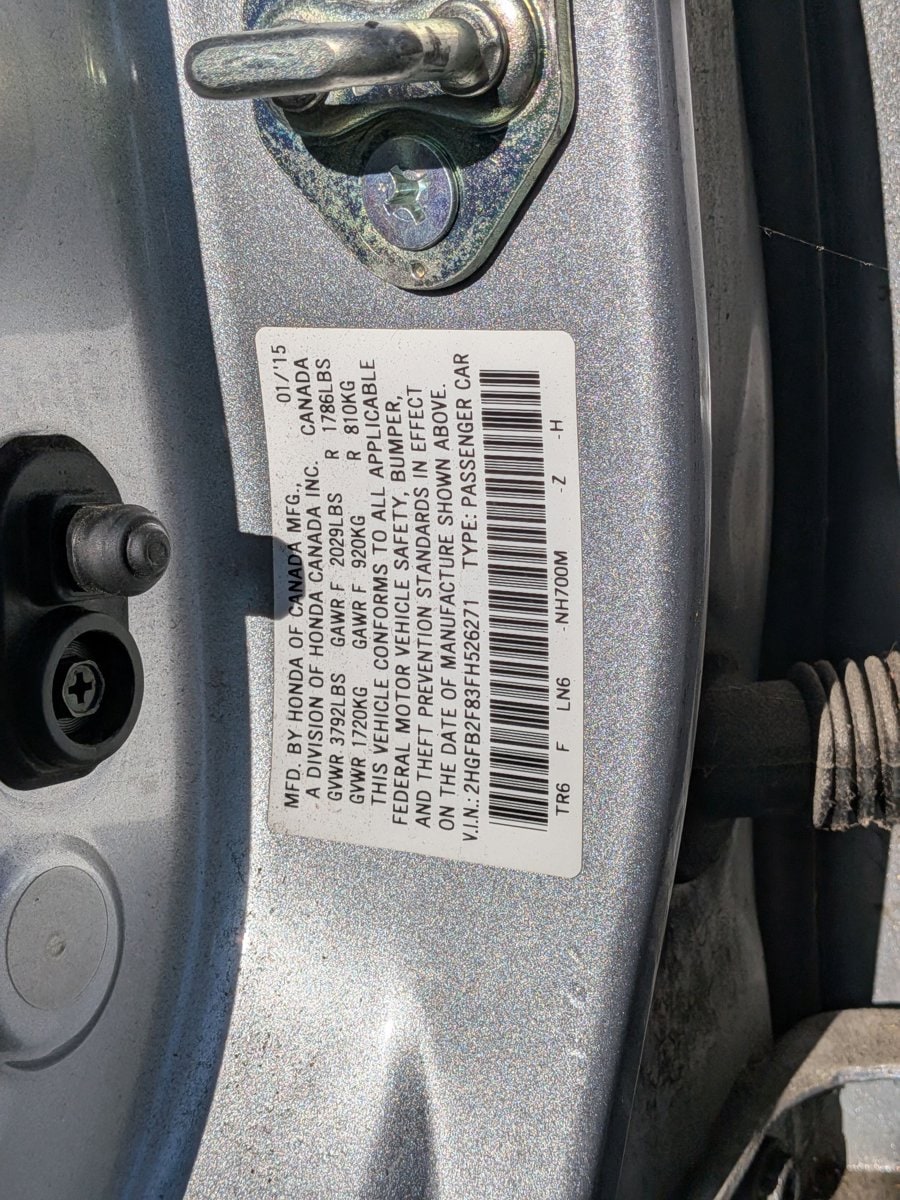 MFD. BY HONDA OF CANADA MFG., 01/'15
A DIVISION OF HONDA CANADA INC. CANADA
GVWR 3792LBS GAWR F 2029LBS R 1786LBS
GVWR 1720KG GAWR F 920KG R 810KG
THIS VEHICLE CONFORMS TO ALL APPLICABLE
FEDERAL MOTOR VEHICLE SAFETY, BUMPER,
AND THEFT PREVENTION STANDARDS IN EFFECT
ON THE DATE OF MANUFACTURE SHOWN ABOVE.
V.I.N.: 2HGFB2F83FH526271 TYPE: PASSENGER CAR
TR6 F LN6 -NH700M -Z -H